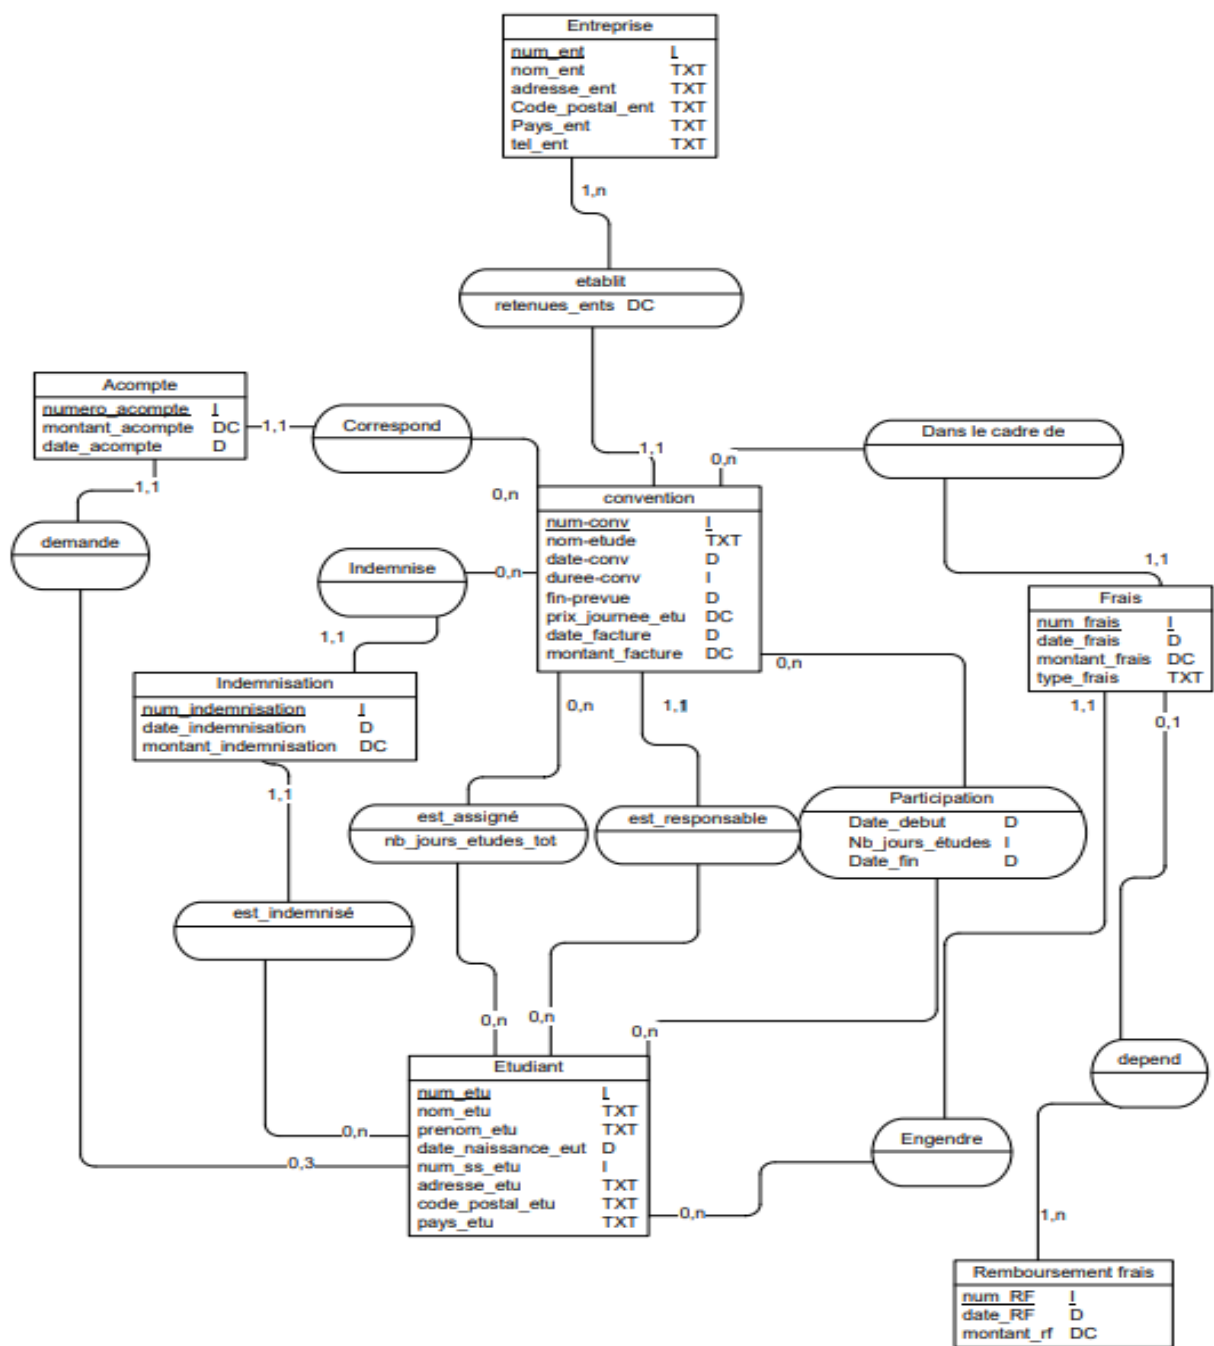 Entreprise
num_ent I
nom_ent TXT
adresse_ent TXT
Code_postal_ent TXT
Pays_ent TXT
tel_ent TXT
1,n
etablit
retenues_ents DC
Acompte
numero_acompte I
montant_acompte DC
date_acompte D
1,1
Correspond
0,n
1,1
0,n
Dans le cadre de
1,1
demande
convention
num-conv I
nom-etude TXT
date-conv D
duree-conv I
fin-prevue D
prix_journee_etu DC
date_facture D
montant_facture DC
Indemnise
0,n
1,1
1,1
Frais
num_frais I
date_frais D
montant_frais DC
type_frais TXT
Indemnisation
num_indemnisation I
date_indemnisation D
montant_indemnisation DC
0,n
1,1
0,n
1,1
0,1
1,1
est_assigné
nb_jours_etudes_tot
est_responsable
Participation
Date_debut D
Nb_jours_études I
Date_fin D
est_indemnisé
0,n
0,n
0,n
Etudiant
num_etu I
nom_etu TXT
prenom_etu TXT
date_naissance_eut D
num_ss_etu I
adresse_etu TXT
code_postal_etu TXT
pays_etu TXT
0,n
0,3
0,n
Engendre
depend
1,n
Remboursement frais
num_RF I
date_RF D
montant_rf DC